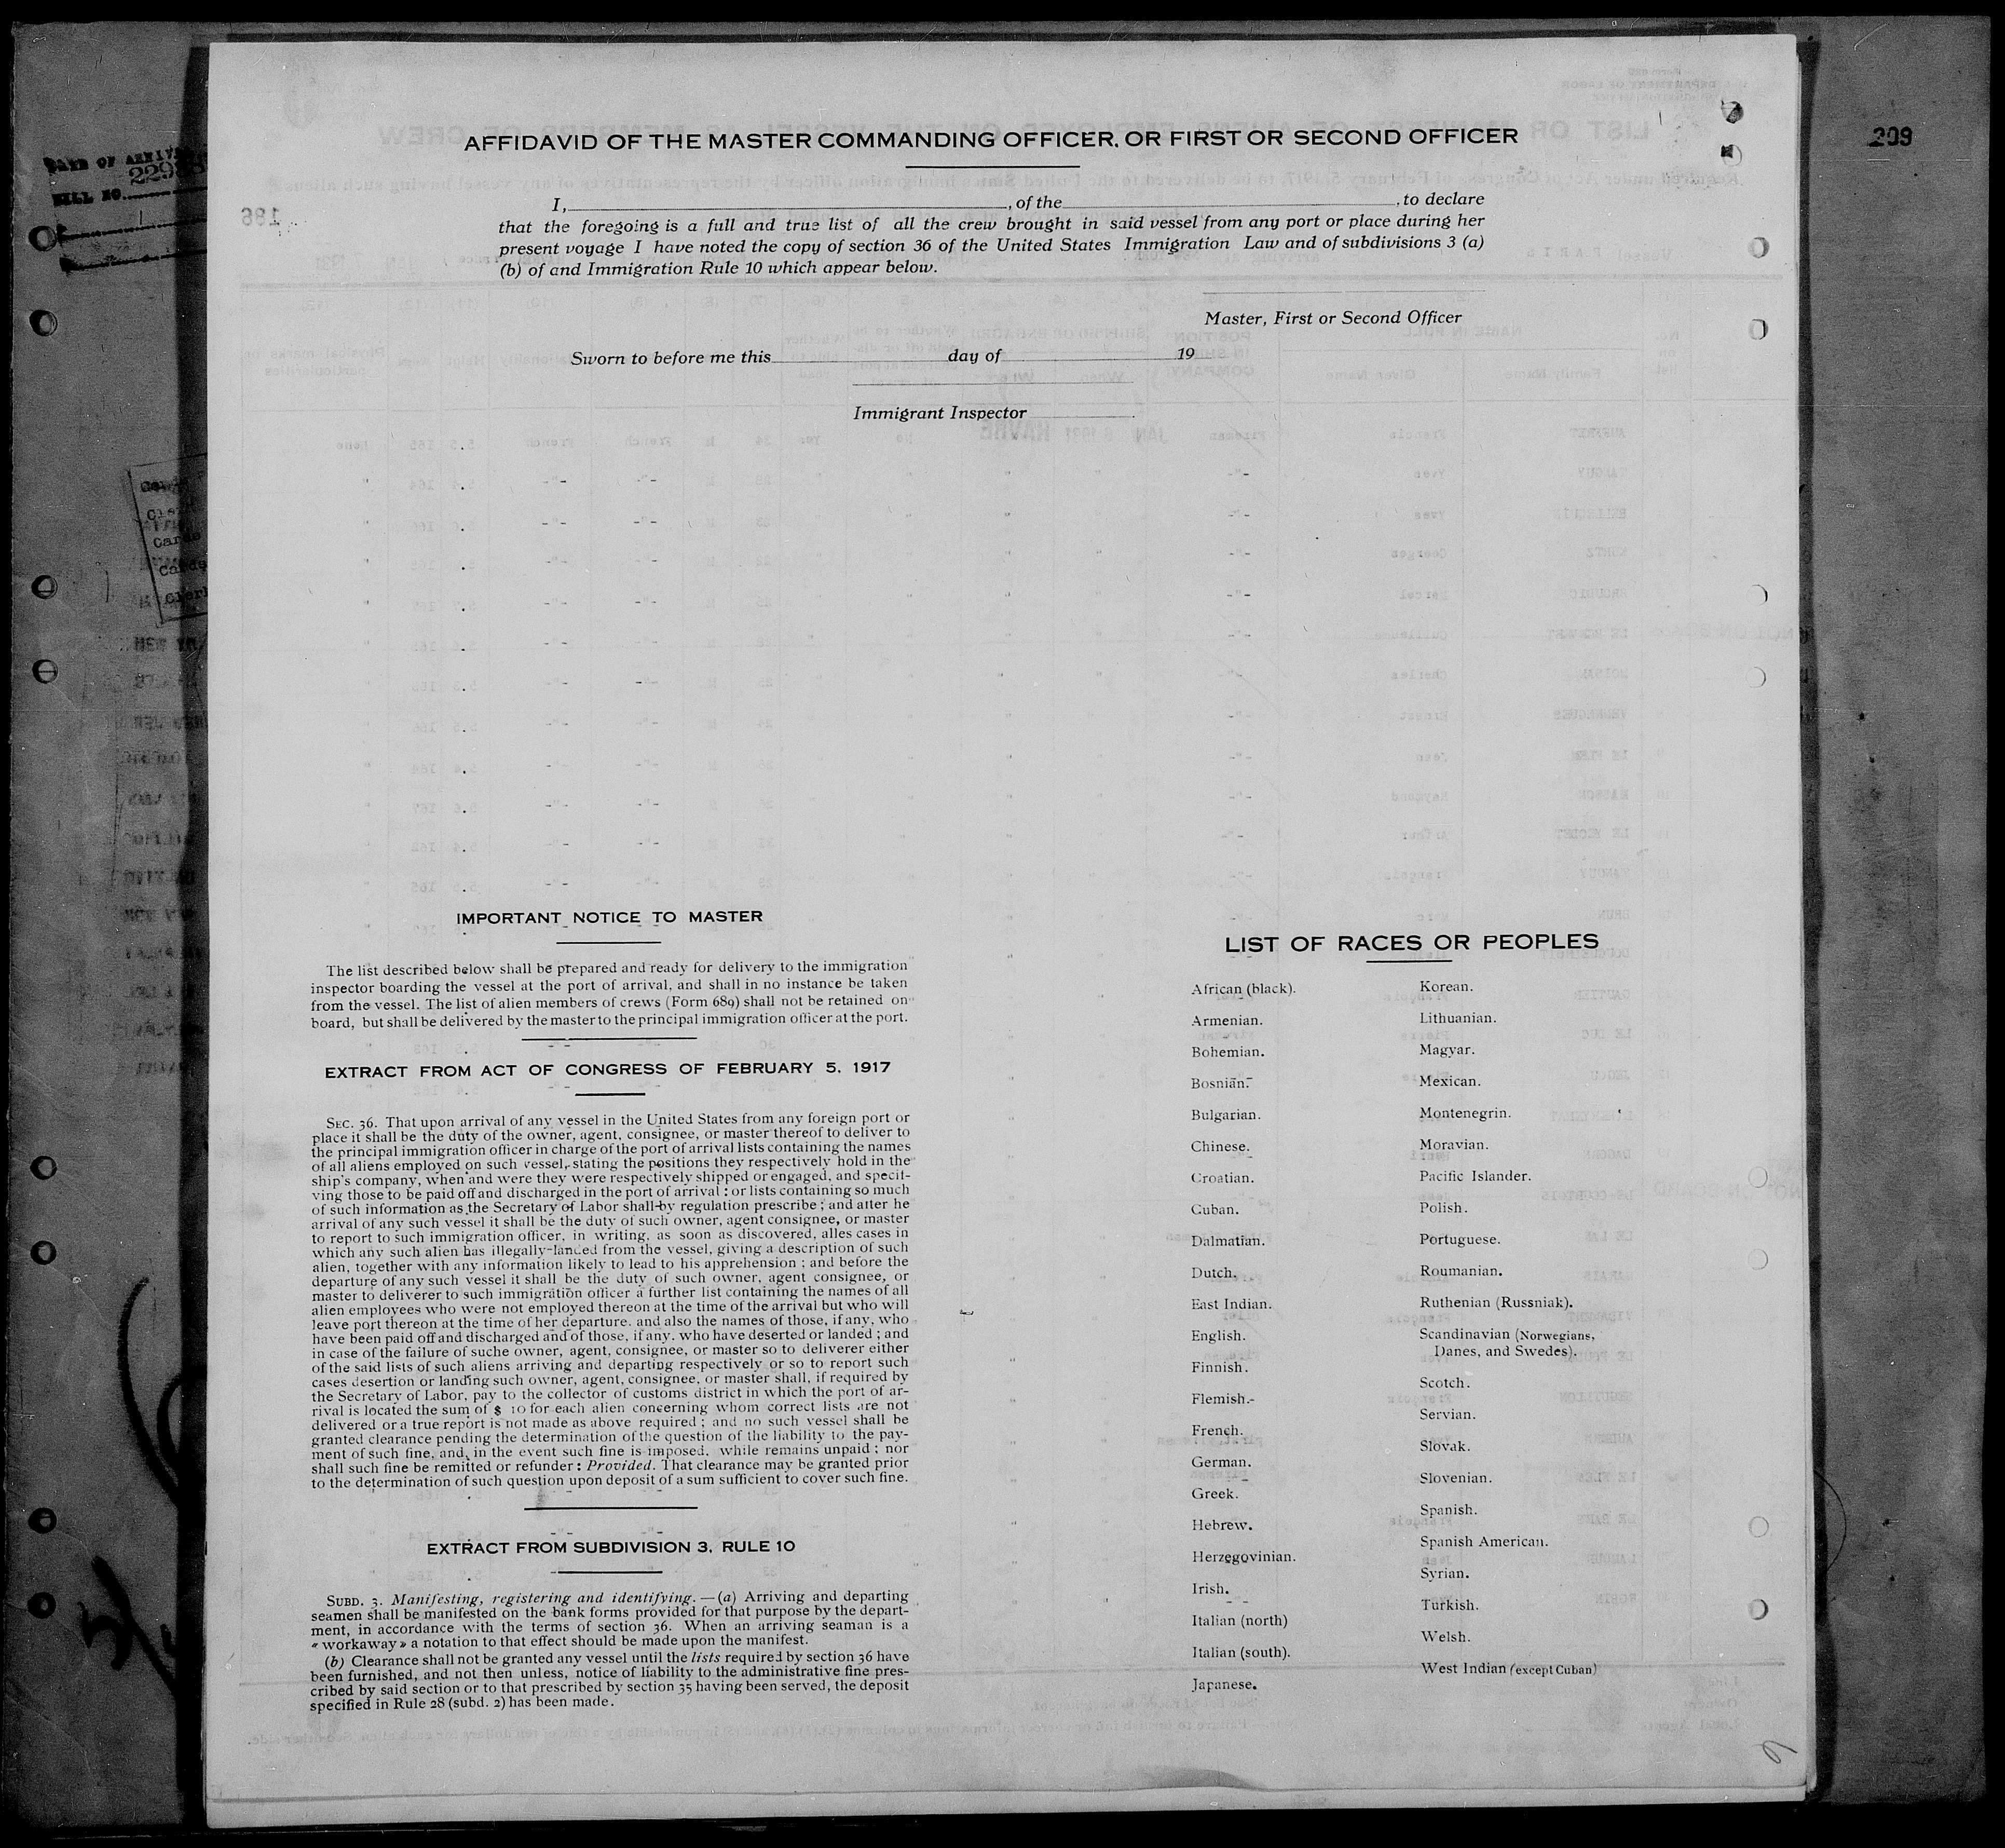 209
AFFIDAVID OF THE MASTER COMMANDING OFFICER, OR FIRST OR SECOND OFFICER
I, , of the , to declare
that the foregoing is a full and true list of all the crew brought in said vessel from any port or place during her
present voyage I have noted the copy of section 36 of the United States Immigration Law and of subdivisions 3 (a)
(b) of and Immigration Rule 10 which appear below.
Master, First or Second Officer
Sworn to before me this day of 19
Immigrant Inspector
IMPORTANT NOTICE TO MASTER
The list described below shall be prepared and ready for delivery to the immigration
inspector boarding the vessel at the port of arrival, and shall in no instance be taken
from the vessel. The list of alien members of crews (Form 689) shall not be retained on
board, but shall be delivered by the master to the principal immigration officer at the port.
EXTRACT FROM ACT OF CONGRESS OF FEBRUARY 5, 1917
SEC. 36. That upon arrival of any vessel in the United States from any foreign port or
place it shall be the duty of the owner, agent, consignee, or master thereof to deliver to
the principal immigration officer in charge of the port of arrival lists containing the names
of all aliens employed on such vessel, stating the positions they respectively hold in the
ship's company, when and were they were respectively shipped or engaged, and specit-
ving those to be paid off and discharged in the port of arrival ; or lists containing so much
of such information as the Secretary of Labor shall by regulation prescribe ; and after he
arrival of any such vessel it shall be the duty of such owner, agent consignee, or master
to report to such immigration officer, in writing, as soon as discovered, alles cases in
which any such alien has illegally landed from the vessel, giving a description of such
alien, together with any information likely to lead to his apprehension ; and before the
departure of any such vessel it shall be the duty of such owner, agent consignee, or
master to deliverer to such immigration officer a further list containing the names of all
alien employees who were not employed thereon at the time of the arrival but who will
leave port thereon at the time of her departure. and also the names of those, if any, who
have been paid off and discharged and of those, if any. who have deserted or landed ; and
in case of the failure of suche owner, agent, consignee, or master so to deliverer either
of the said lists of such aliens arriving and departing respectively or so to report such
cases desertion or landing such owner, agent, consignee, or master shall, if required by
the Secretary of Labor, pay to the collector of customs district in which the port of ar-
rival is located the sum of $ 10 for each alien concerning whom correct lists are not
delivered or a true report is not made as above required ; and no such vessel shall be
granted clearance pending the determination of the question of the liability to the pay-
ment of such fine, and, in the event such fine is imposed, while remains unpaid ; nor
shall such fine be remitted or refunder : Provided. That clearance may be granted prior
to the determination of such question upon deposit of a sum sufficient to cover such fine.
EXTRACT FROM SUBDIVISION 3, RULE 10
SUBD. 3. Manifesting, registering and identifying. — (a) Arriving and departing
seamen shall be manifested on the bank forms provided for that purpose by the depart-
ment, in accordance with the terms of section 36. When an arriving seaman is a
« workaway » a notation to that effect should be made upon the manifest.
(b) Clearance shall not be granted any vessel until the lists required by section 36 have
been furnished, and not then unless, notice of liability to the administrative fine pres-
cribed by said section or to that prescribed by section 35 having been served, the deposit
specified in Rule 28 (subd. 2) has been made.
LIST OF RACES OR PEOPLES
African (black).
Armenian.
Bohemian.
Bosnian.
Bulgarian.
Chinese.
Croatian.
Cuban.
Dalmatian.
Dutch.
East Indian.
English.
Finnish.
Flemish.
French.
German.
Greek.
Hebrew.
Herzegovinian.
Irish.
Italian (north)
Italian (south).
Japanese.
Korean.
Lithuanian.
Magyar.
Mexican.
Montenegrin.
Moravian.
Pacific Islander.
Polish.
Portuguese.
Roumanian.
Ruthenian (Russniak).
Scandinavian (Norwegians,
Danes, and Swedes).
Scotch.
Servian.
Slovak.
Slovenian.
Spanish.
Spanish American.
Syrian.
Turkish.
Welsh.
West Indian (except Cuban)